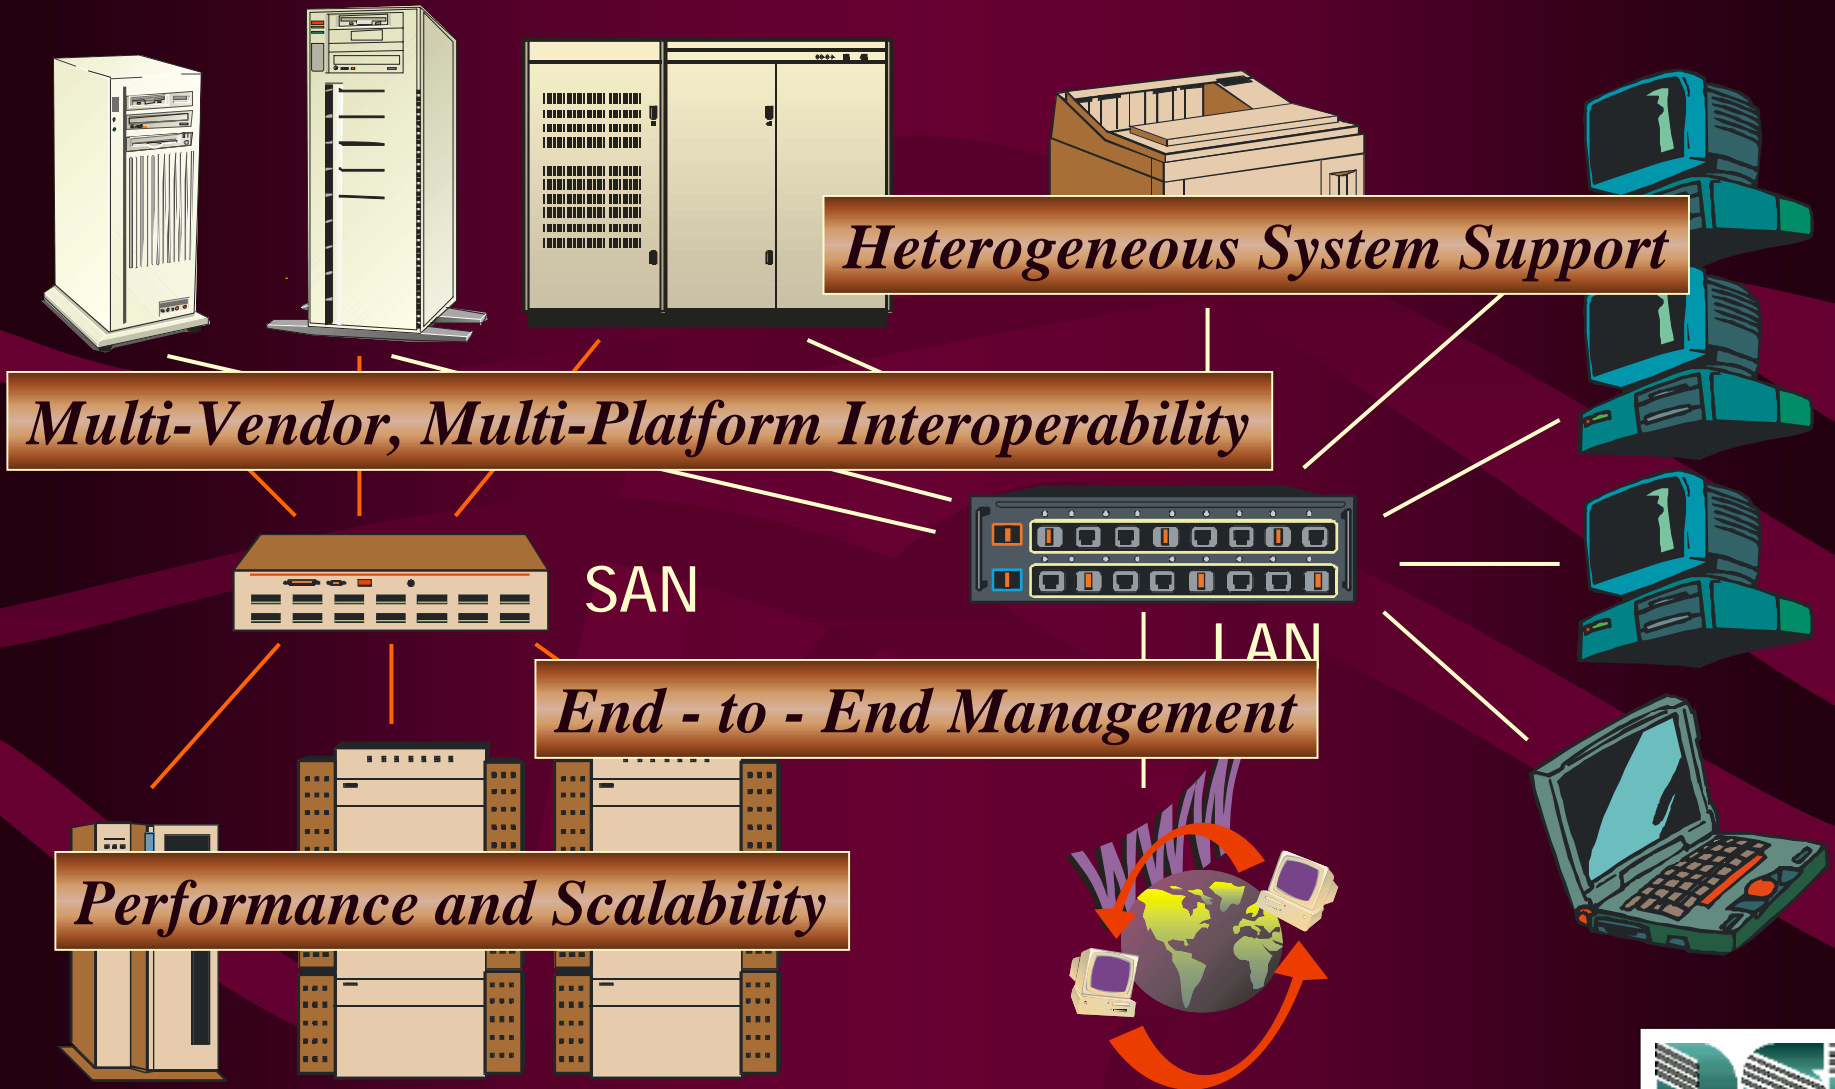 Heterogeneous System Support
Multi-Vendor, Multi-Platform Interoperability
SAN
LAN
End - to - End Management
WWW
Performance and Scalability